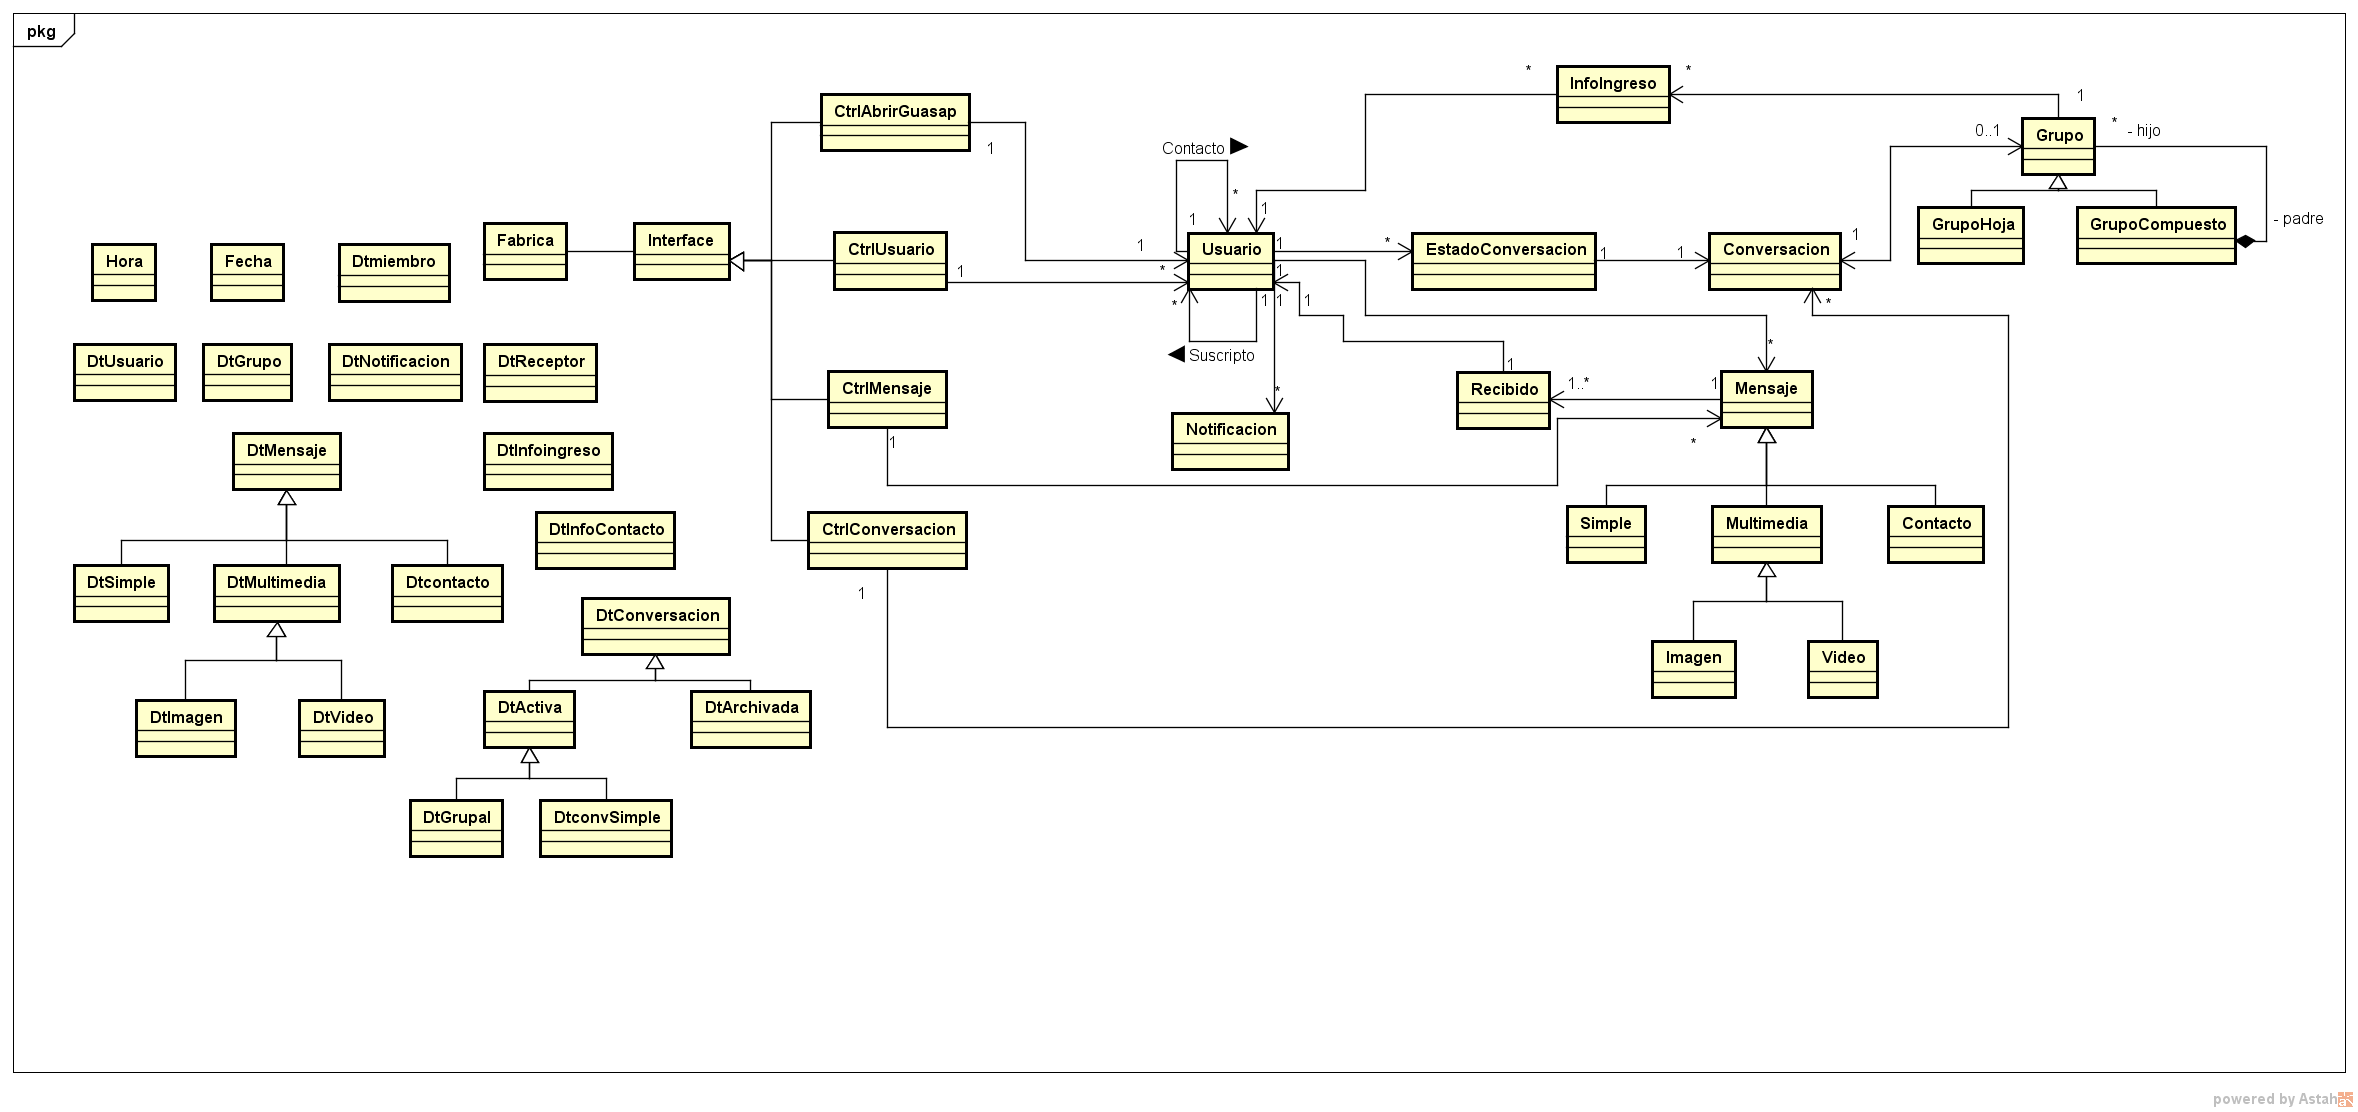 pkg
InfoIngreso
*
*
1
CtrlAbrirGuasap
1
Grupo
0..1
*
- hijo
Contacto
*
1
1
- padre
GrupoHoja
GrupoCompuesto
Hora
Fecha
Dtmiembro
Fabrica
Interface
CtrlUsuario
1
1
*
Usuario
1
1
*
EstadoConversacion
1
1
Conversacion
1
*
*
1
1
1
Suscripto
DtUsuario
DtGrupo
DtNotificacion
DtReceptor
CtrlMensaje
1
*
Notificacion
Recibido
1
1..*
1
*
Mensaje
*
DtMensaje
DtInfoingreso
DtInfoContacto
CtrlConversacion
1
Simple
Multimedia
Contacto
DtSimple
DtMultimedia
Dtcontacto
DtConversacion
Imagen
Video
DtImagen
DtVideo
DtActiva
DtArchivada
DtGrupal
DtconvSimple
powered by Astah